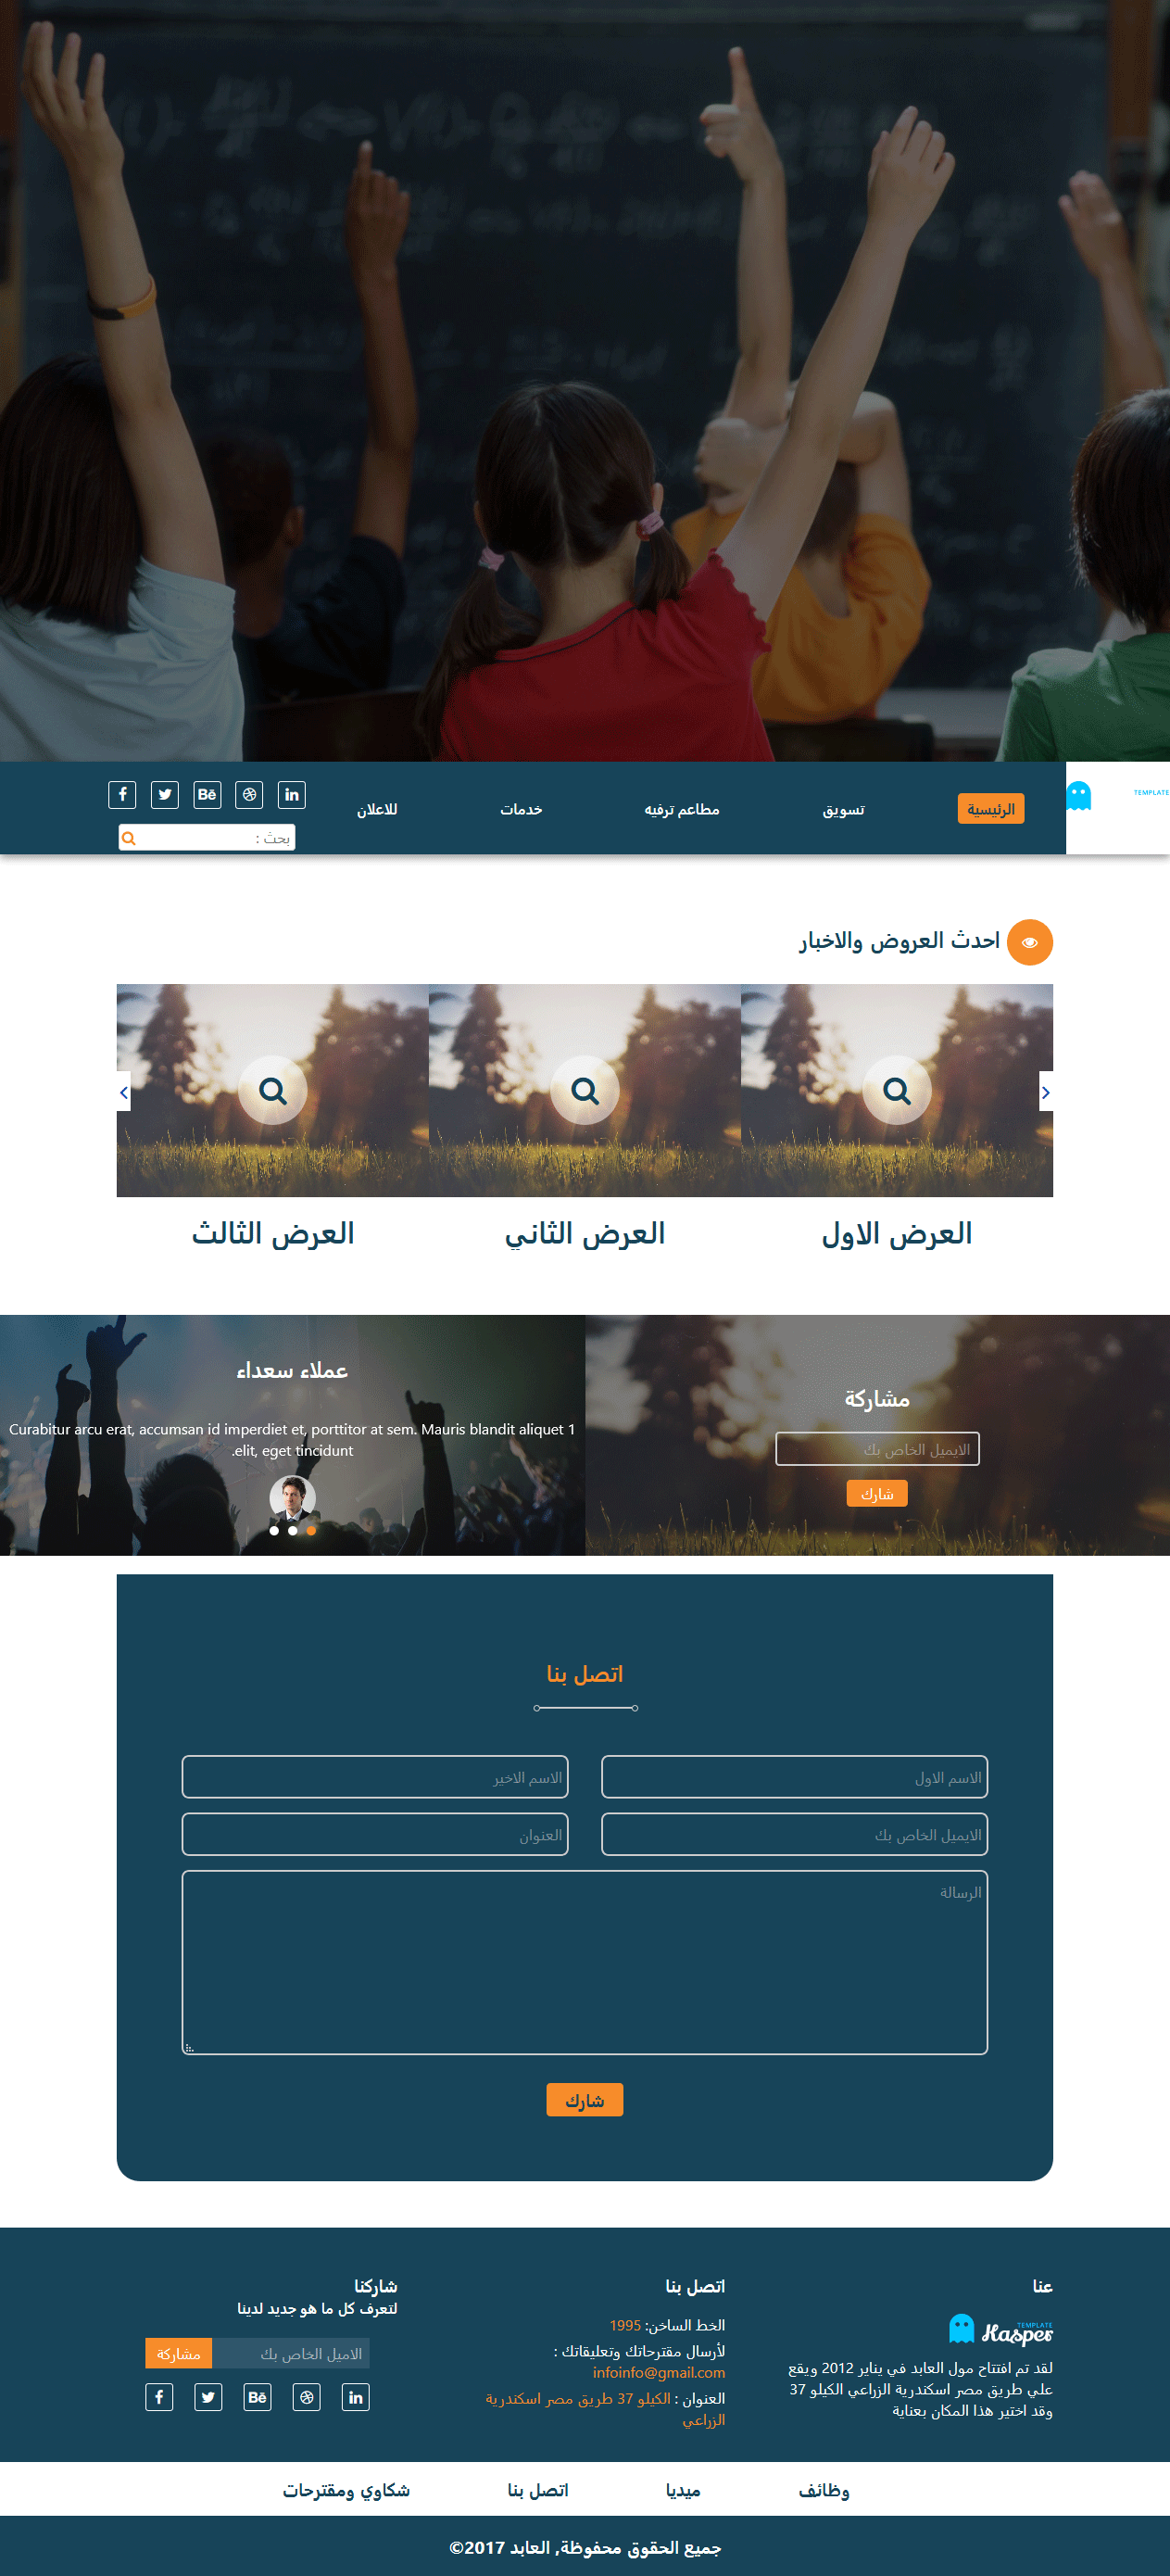 TEMPLATE
الرئيسية
تسويق
مطاعم ترفيه
خدمات
للاعلان
بحث :
احدث العروض والاخبار
العرض الاول
العرض الثاني
العرض الثالث
مشاركة
الايميل الخاص بك
شارك
عملاء سعداء
Curabitur arcu erat, accumsan id imperdiet et, porttitor at sem. Mauris blandit aliquet 1
.elit, eget tincidunt
اتصل بنا
الاسم الاول
الاسم الاخير
الايميل الخاص بك
العنوان
الرسالة
شارك
عنا
TEMPLATE
Kasper
لقد تم افتتاح مول العابد في يناير 2012 ويقع
علي طريق مصر اسكندرية الزراعي الكيلو 37
وقد اختير هذا المكان بعناية
اتصل بنا
الخط الساخن: 1995
لأرسال مقترحاتك وتعليقاتك :
infoinfo@gmail.com
العنوان : الكيلو 37 طريق مصر اسكندرية
الزراعي
شاركنا
لتعرف كل ما هو جديد لدينا
الاميل الخاص بك
مشاركة
وظائف
ميديا
اتصل بنا
شكاوي ومقترحات
جميع الحقوق محفوظة, العابد 2017©